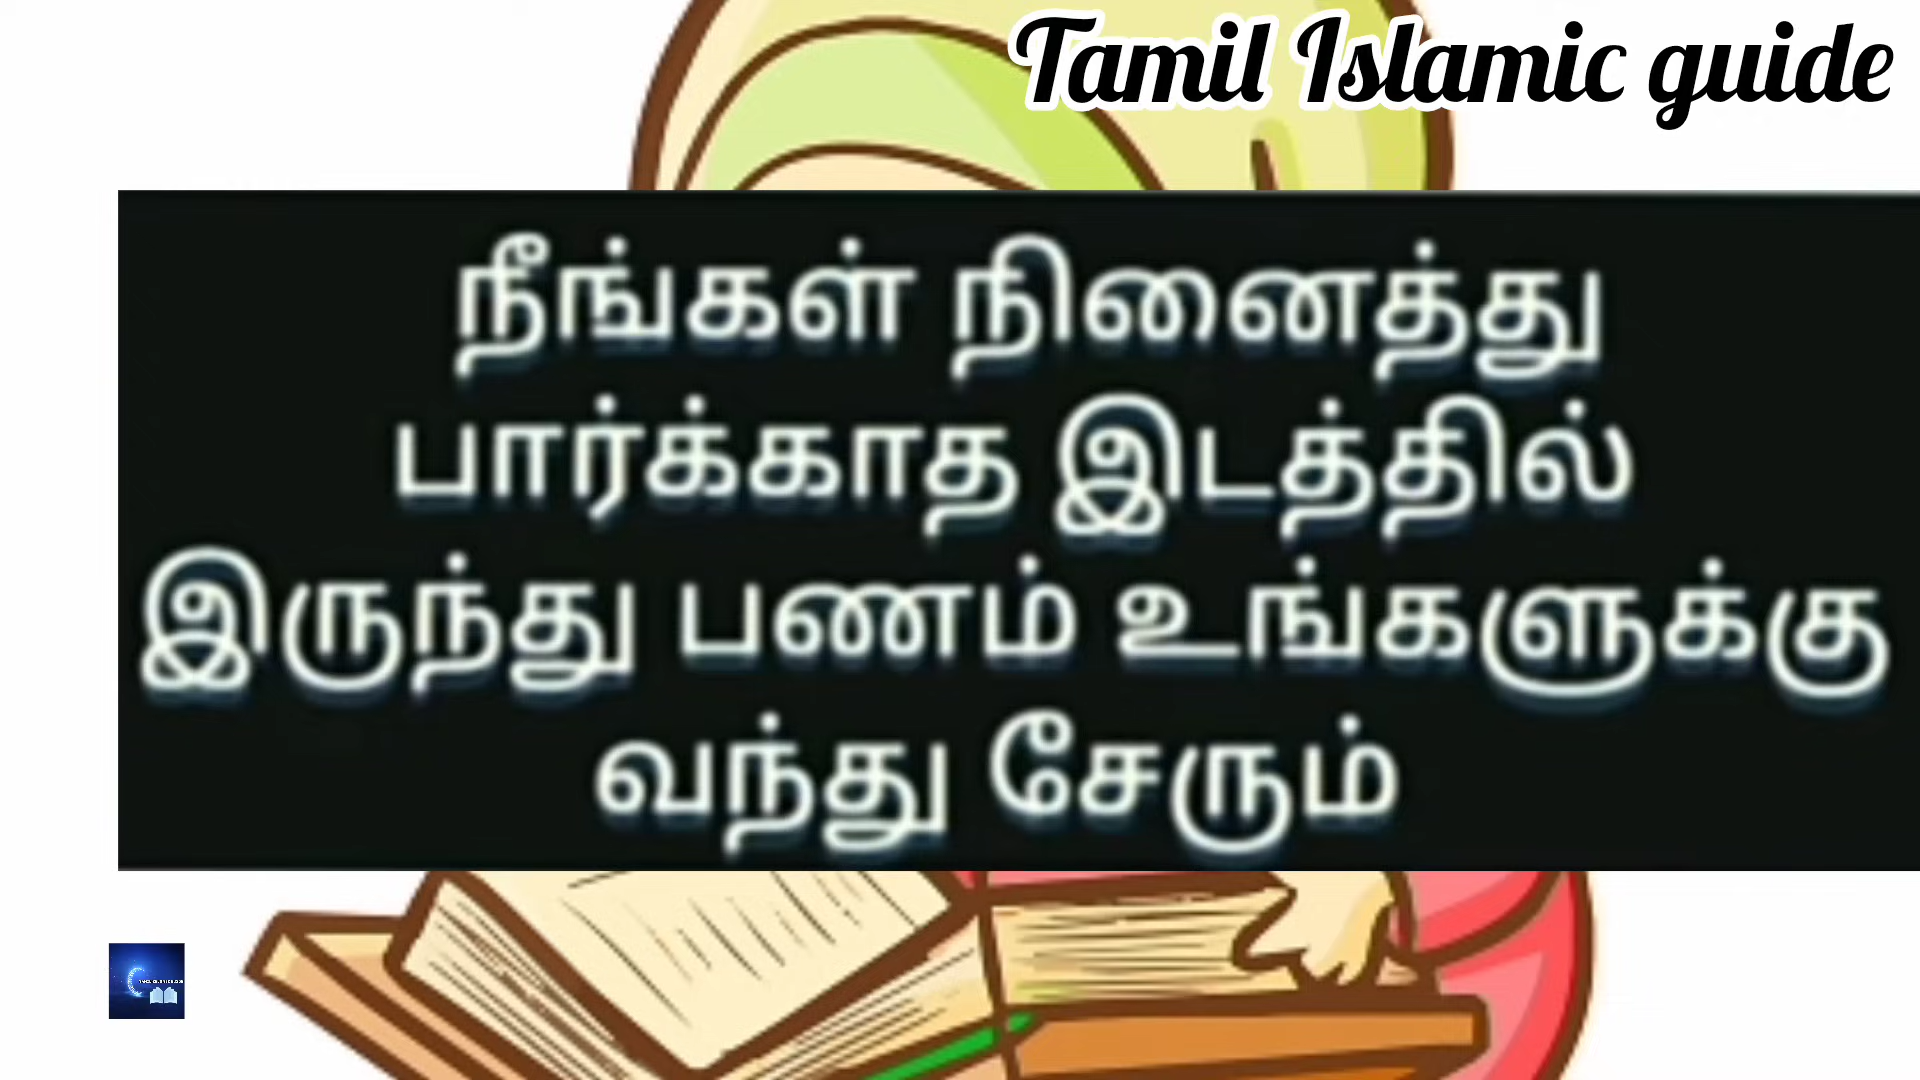 Tamil Islamic guide
நீங்கள் நினைத்து
பார்க்காத இடத்தில்
இருந்து பணம் உங்களுக்கு
வந்து சேரும்